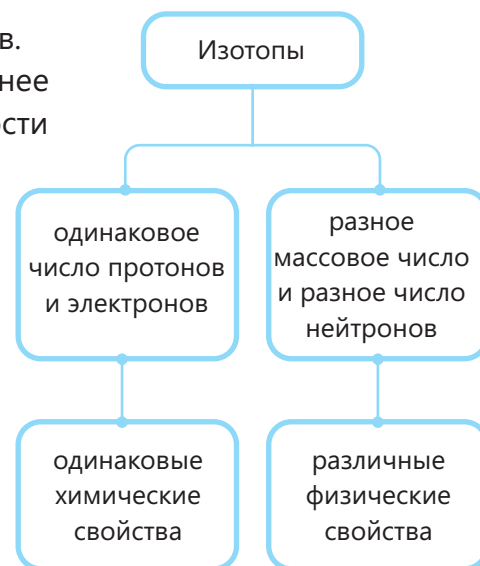 в.
нее
сти
Изотопы
одинаковое
число протонов
и электронов
разное
массовое число
и разное число
нейтронов
одинаковые
химические
свойства
различные
физические
свойства